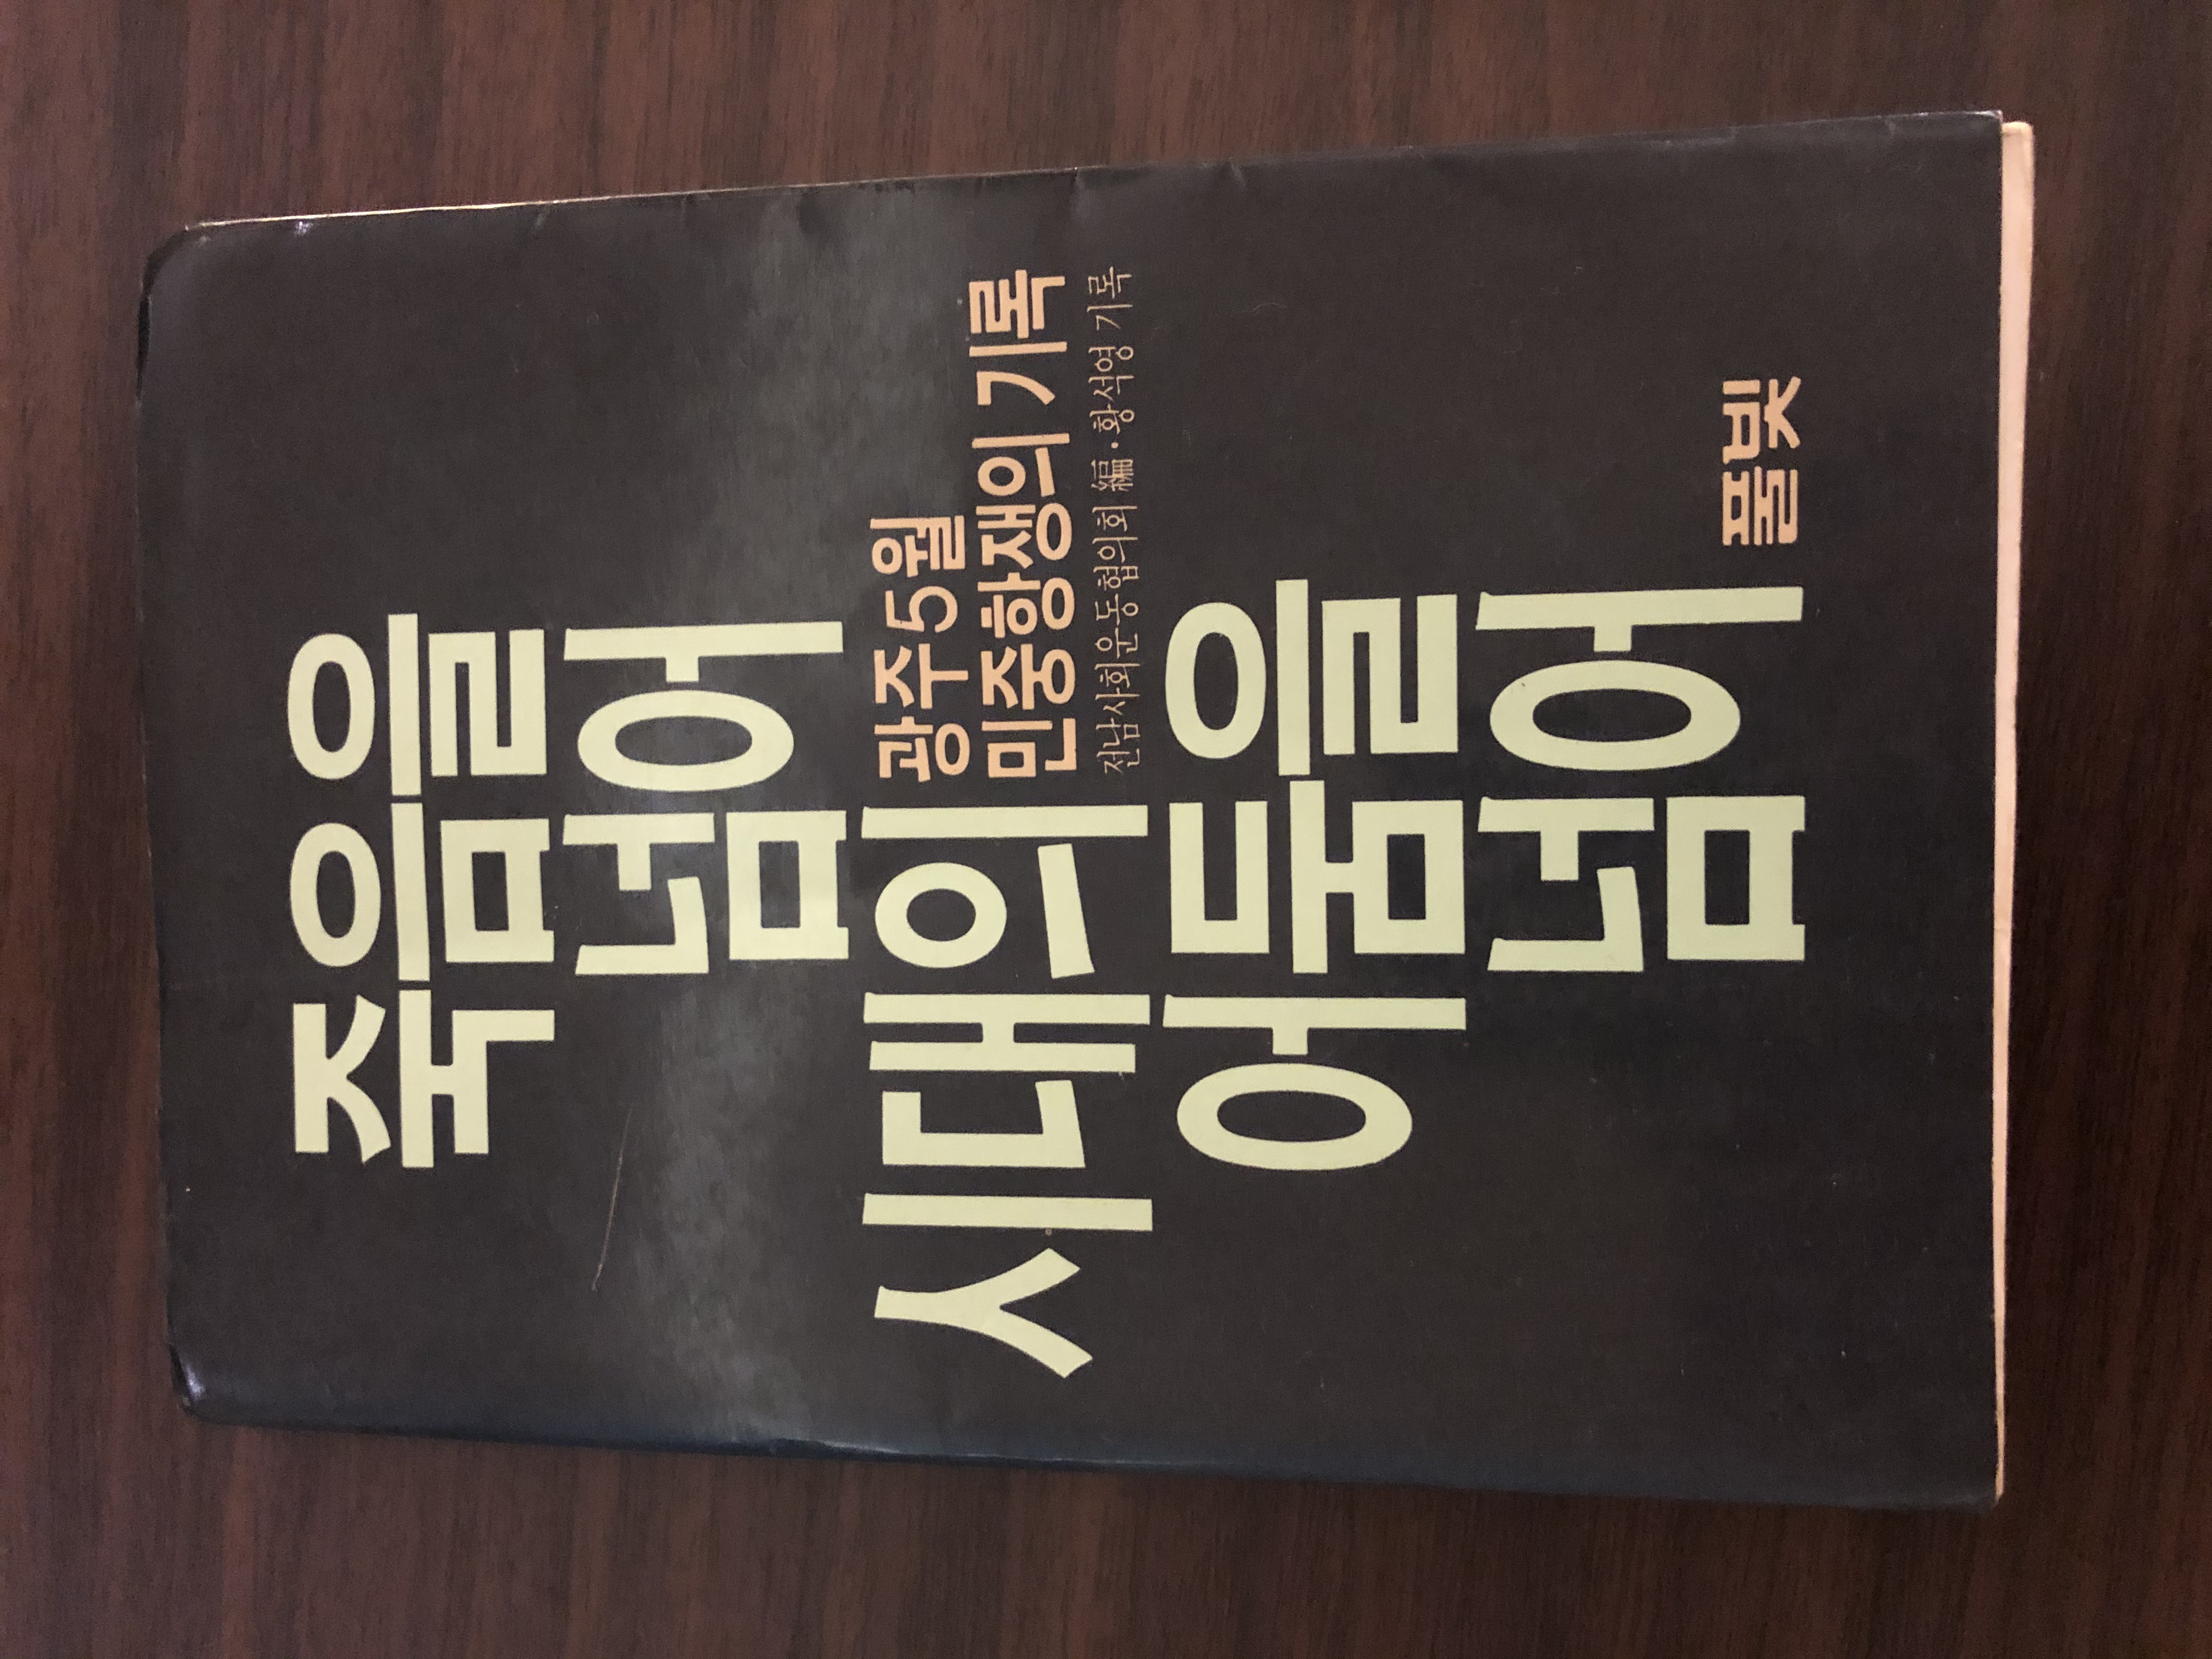 죽음을
넘어
시대의
광주5월
민중항쟁의 기록
전남사회운동협의회 編·황석영 기록
어둠을
넘어
풀빛